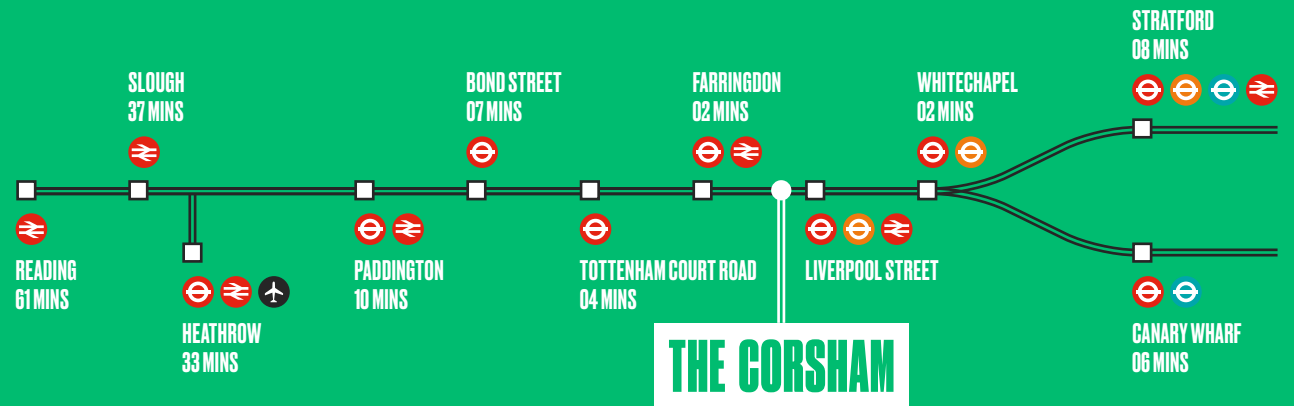 STRATFORD
08 MINS
SLOUGH
37 MINS
BOND STREET
07 MINS
FARRINGDON
02 MINS
WHITECHAPEL
02 MINS
READING
61 MINS
PADDINGTON
10 MINS
TOTTENHAM COURT ROAD
04 MINS
LIVERPOOL STREET
HEATHROW
33 MINS
CANARY WHARF
06 MINS
THE CORSHAM